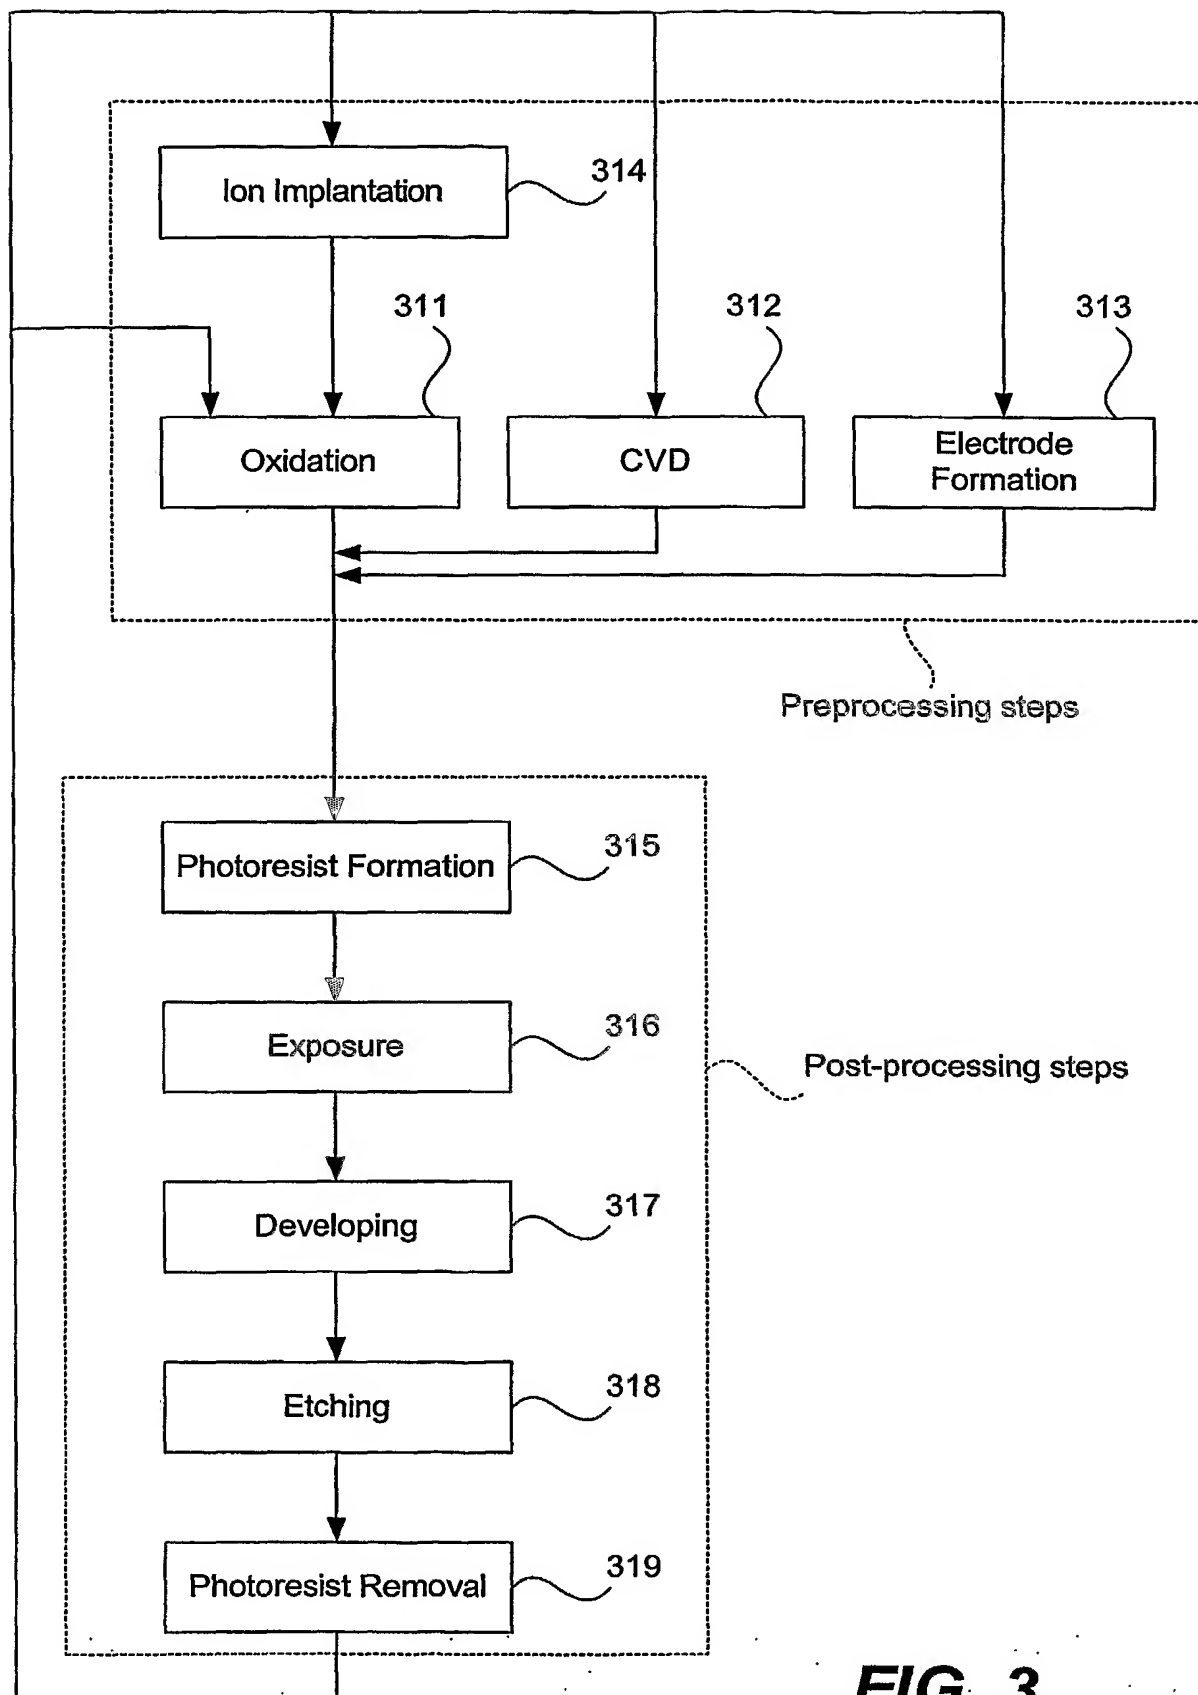 Ion Implantation
314
311
312
313
Oxidation
CVD
Electrode
Formation
Preprocessing steps
Photoresist Formation
315
Exposure
316
Post-processing steps
Developing
317
Etching
318
Photoresist Removal
319
FIG. 3